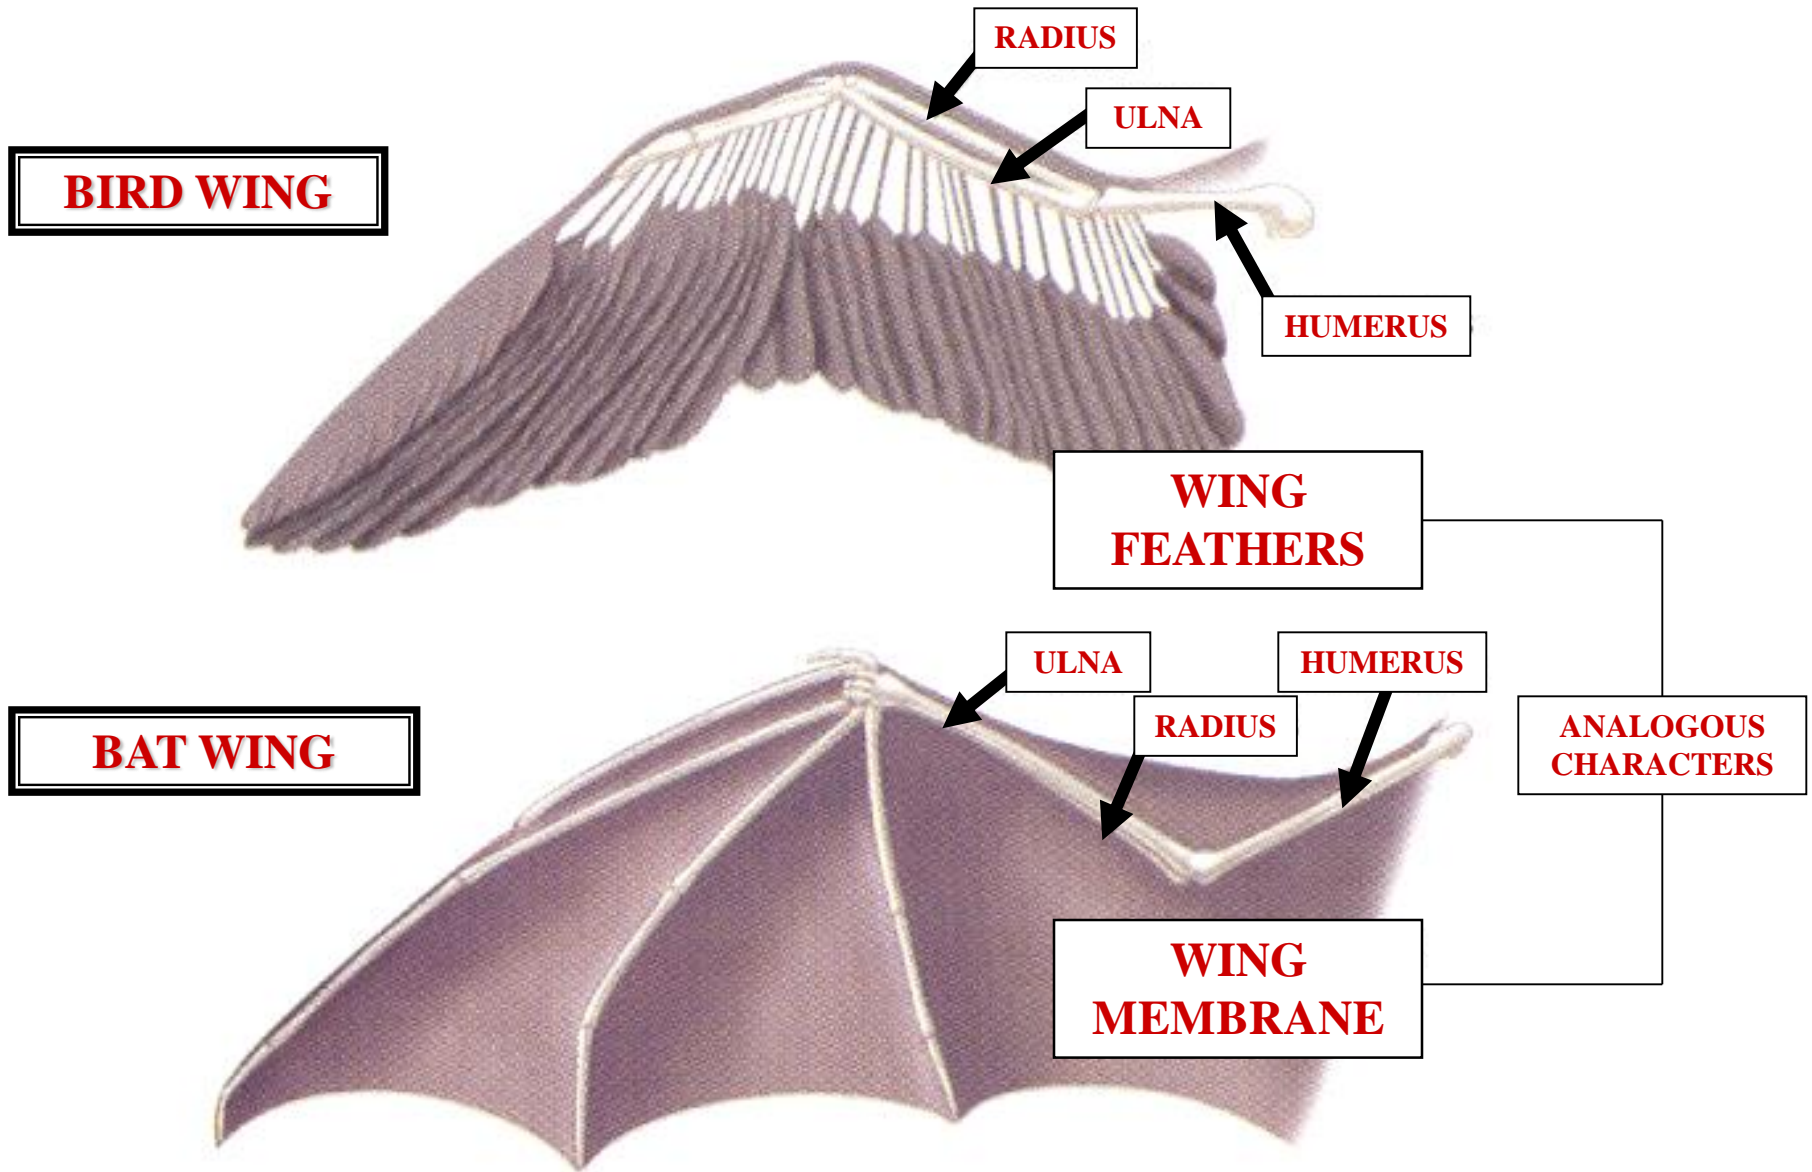 RADIUS
ULNA
BIRD WING
HUMERUS
WING
FEATHERS
ULNA
HUMERUS
RADIUS
BAT WING
ANALOGOUS
CHARACTERS
WING
MEMBRANE